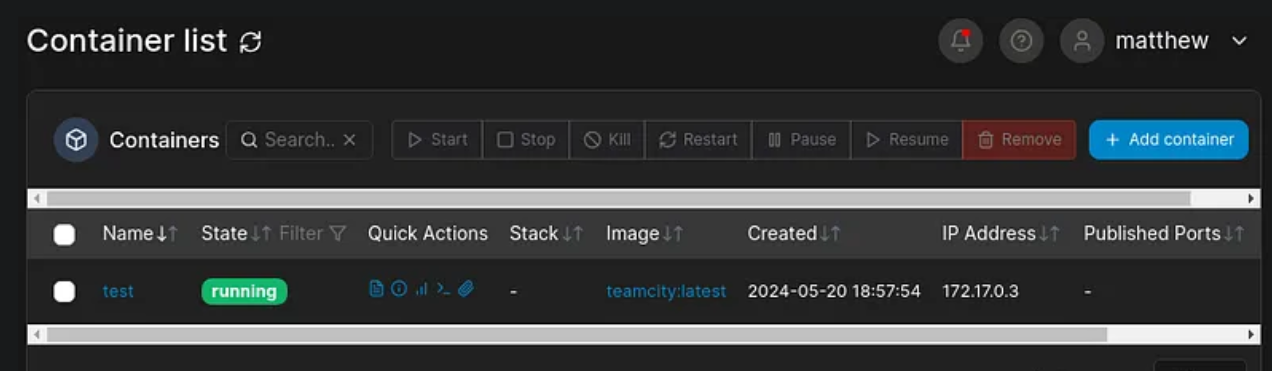 Container list
matthew
Containers Search.. Start Stop Kill Restart Pause Resume Remove + Add container
Name State Filter Quick Actions Stack Image Created IP Address Published Ports
test running - teamcity:latest 2024-05-20 18:57:54 172.17.0.3 -